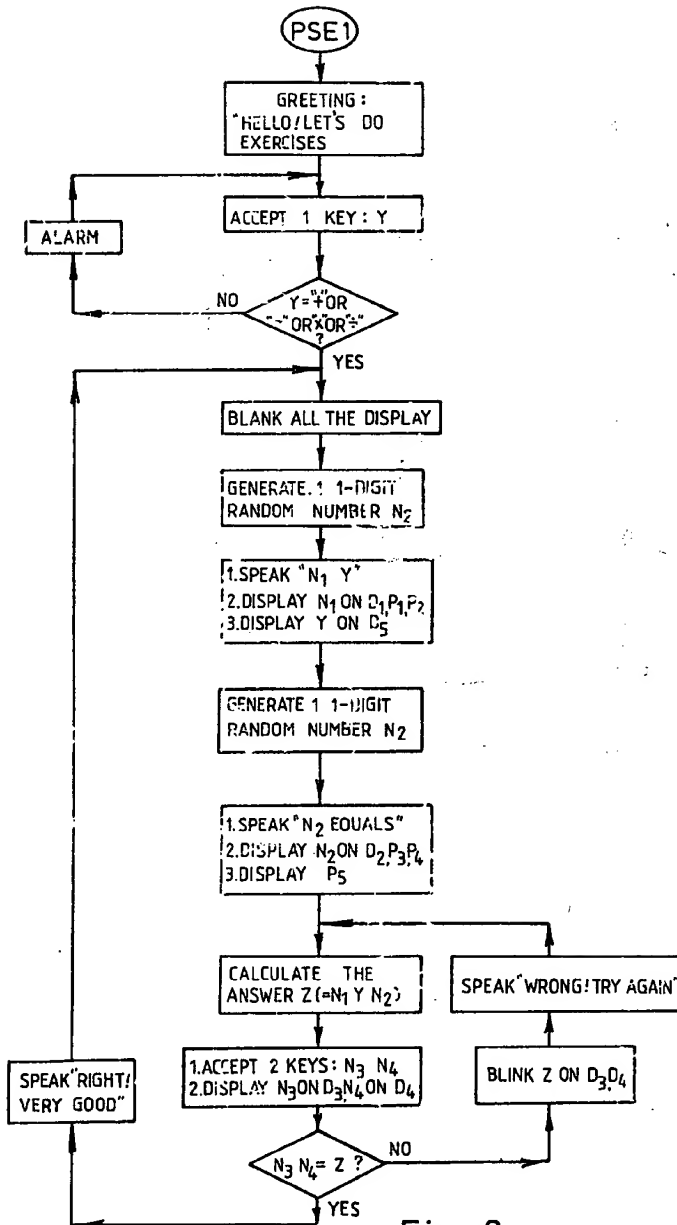 PSE1
GREETING:
"HELLO! LET'S DO
EXERCISES
ACCEPT 1 KEY: Y
ALARM
NO
Y="+"OR
"-"OR"x"OR"÷"
?
YES
BLANK ALL THE DISPLAY
GENERATE. 1 1-DIGIT
RANDOM NUMBER N₂
1.SPEAK "N₁ Y"
2.DISPLAY N₁ ON D₁,P₁,P₂
3.DISPLAY Y ON D₅
GENERATE 1 1-DIGIT
RANDOM NUMBER N₂
1.SPEAK "N₂ EQUALS"
2.DISPLAY N₂ ON D₂,P₃,P₄
3.DISPLAY P₅
CALCULATE THE
ANSWER Z(=N₁ Y N₂)
SPEAK "WRONG! TRY AGAIN"
1.ACCEPT 2 KEYS: N₃ N₄
2.DISPLAY N₃ ON D₃,N₄ ON D₄
BLINK Z ON D₃,D₄
SPEAK "RIGHT!
VERY GOOD"
N₃ N₄ = Z ?
NO
YES